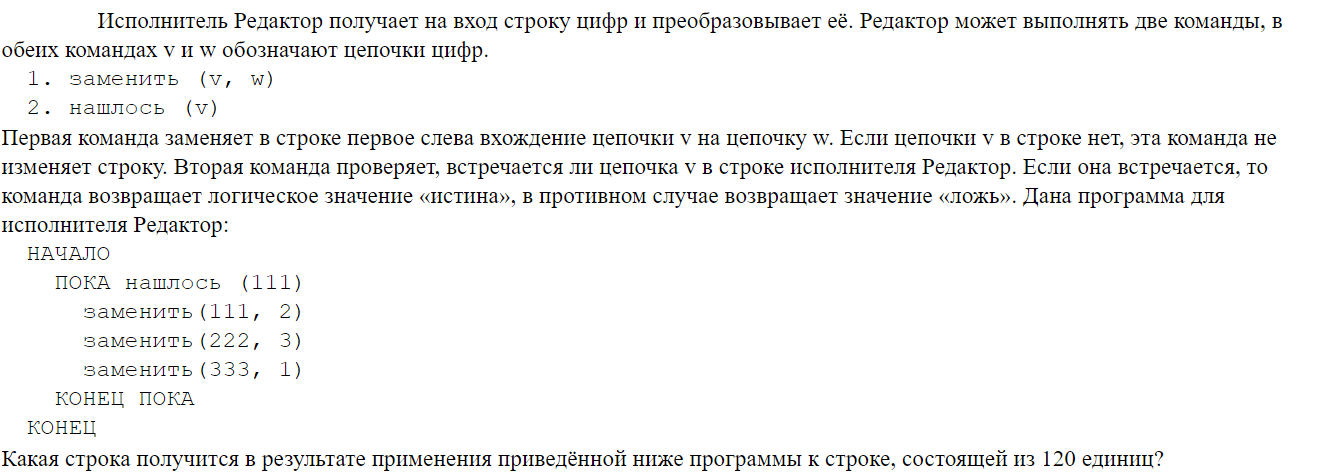 Исполнитель Редактор получает на вход строку цифр и преобразовывает её. Редактор может выполнять две команды, в
обеих командах v и w обозначают цепочки цифр.
1. заменить (v, w)
2. нашлось (v)
Первая команда заменяет в строке первое слева вхождение цепочки v на цепочку w. Если цепочки v в строке нет, эта команда не
изменяет строку. Вторая команда проверяет, встречается ли цепочка v в строке исполнителя Редактор. Если она встречается, то
команда возвращает логическое значение «истина», в противном случае возвращает значение «ложь». Дана программа для
исполнителя Редактор:
НАЧАЛО
ПОКА нашлось (111)
заменить(111, 2)
заменить(222, 3)
заменить(333, 1)
КОНЕЦ ПОКА
КОНЕЦ
Какая строка получится в результате применения приведённой ниже программы к строке, состоящей из 120 единиц?